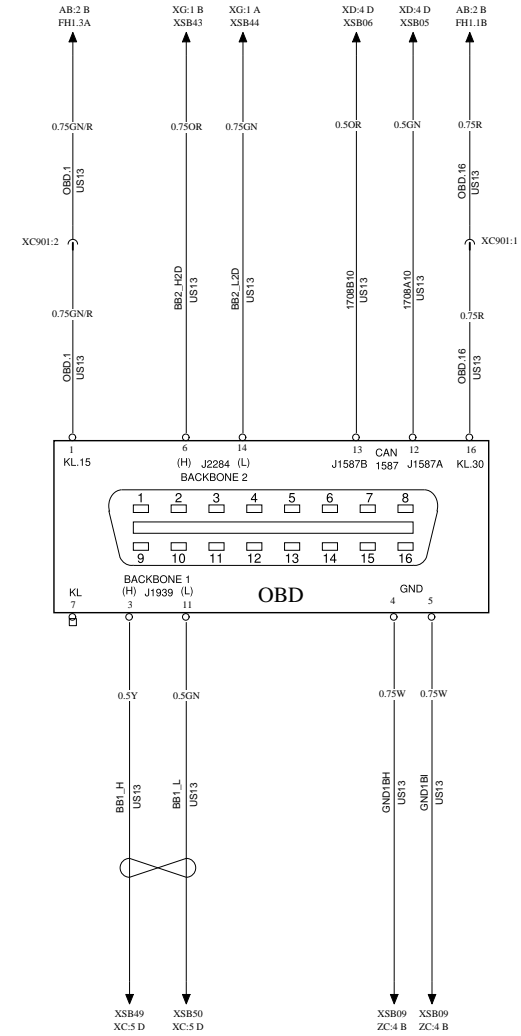 AB:2 B XG:1 B XG:1 A XD:4 D XD:4 D AB:2 B
FH1.3A XSB43 XSB44 XSB06 XSB05 FH1.1B
0.75GN/R 0.75OR 0.75GN 0.5OR 0.5GN 0.75R
OBD.1
US13
OBD.16
US13
XC901:2
XC901:1
BB2_H2D
US13
BB2_L2D
US13
1708B10
US13
1708A10
US13
0.75GN/R
0.75R
OBD.1
US13
OBD.16
US13
1 6 14 13 12 16
KL.15 (H) J2284 (L) J1587B CAN 1587 J1587A KL.30
BACKBONE 2
1 2 3 4 5 6 7 8
9 10 11 12 13 14 15 16
BACKBONE 1
KL (H) J1939 (L) OBD GND
7 3 11 4 5
0.5Y 0.5GN 0.75W 0.75W
BB1_H
US13
BB1_L
US13
GND1BH
US13
GND1BI
US13
XSB49 XSB50 XSB09 XSB09
XC:5 D XC:5 D ZC:4 B ZC:4 B